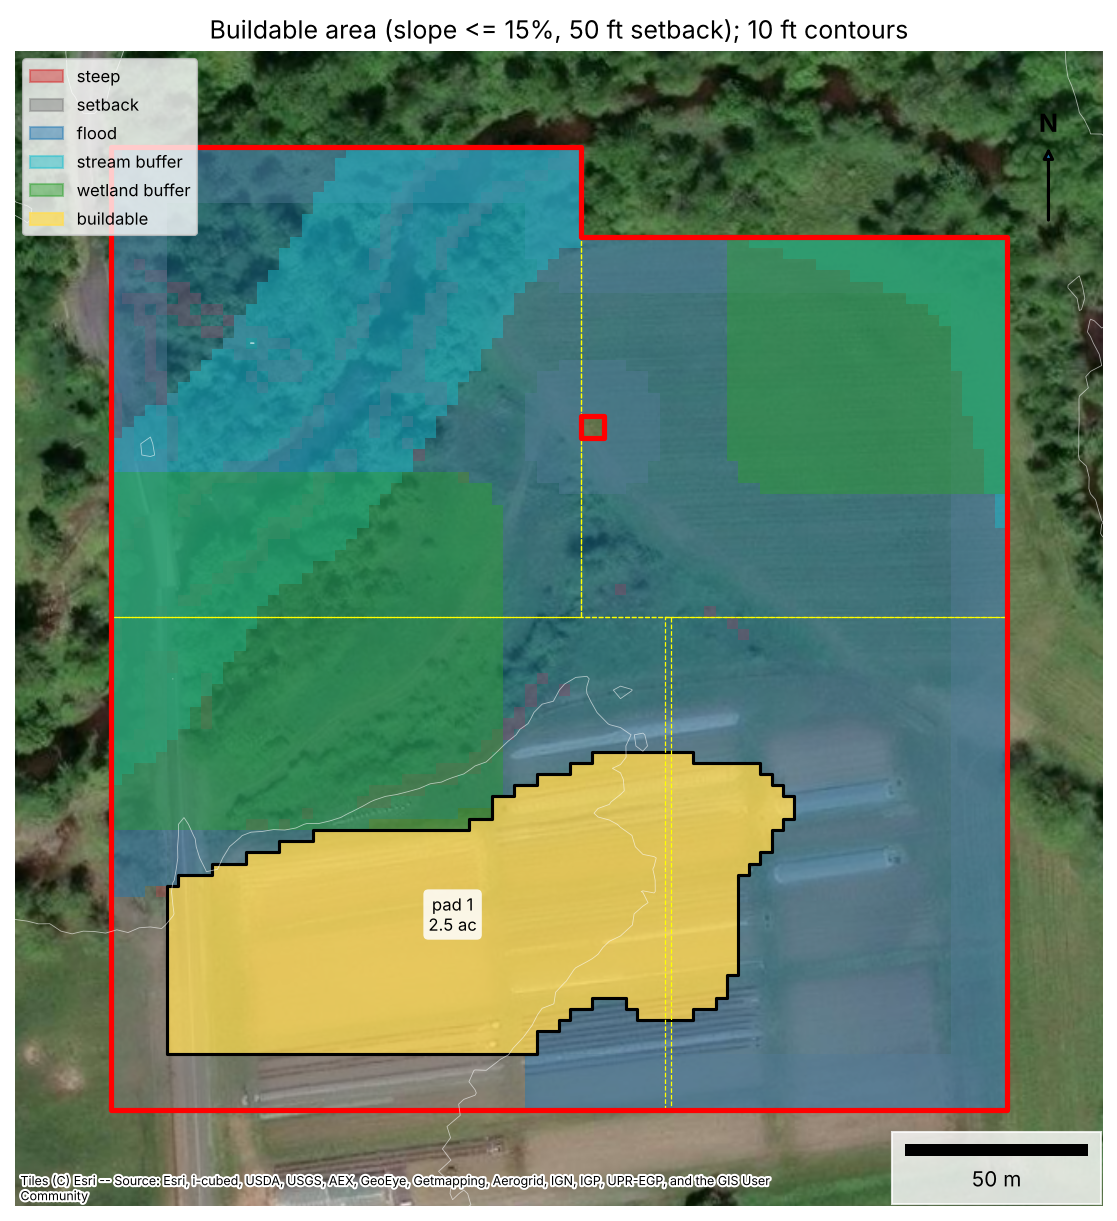 Buildable area (slope <= 15%, 50 ft setback); 10 ft contours
steep
setback
flood
stream buffer
wetland buffer
buildable
N
pad 1
2.5 ac
50 m
Tiles (C) Esri -- Source: Esri, i-cubed, USDA, USGS, AEX, GeoEye, Getmapping, Aerogrid, IGN, IGP, UPR-EGP, and the GIS User
Community